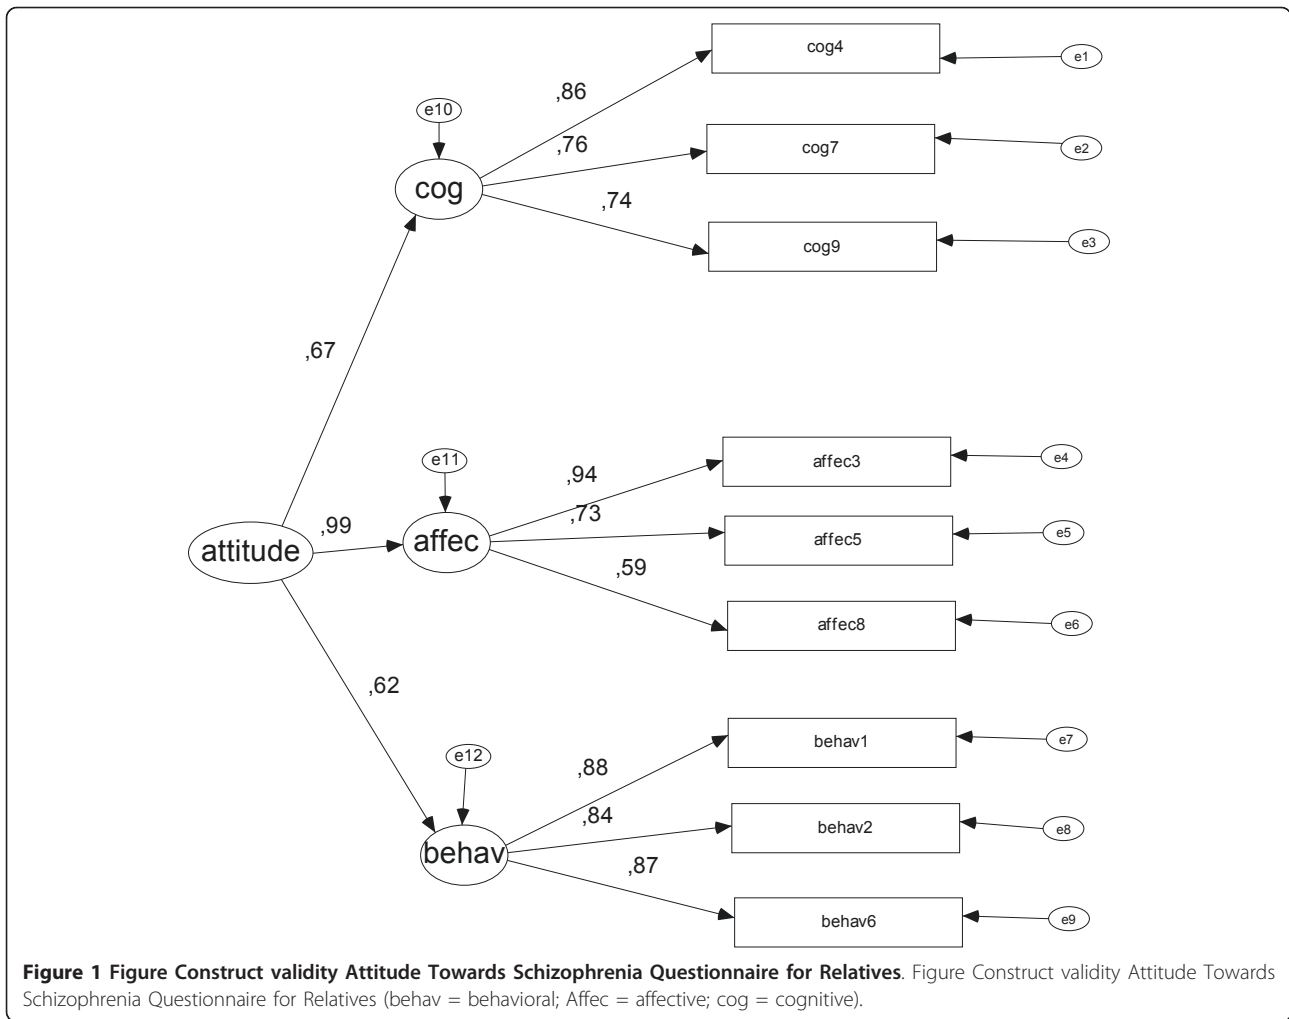 cog4
e1
,86
e10
,76
cog7
e2
cog
,74
cog9
e3
,67
affec3
e4
e11
,94
,73
,99
affec
affec5
e5
attitude
,59
affec8
e6
,62
behav1
e7
e12
,88
,84
behav2
e8
behav
,87
behav6
e9
Figure 1 Figure Construct validity Attitude Towards Schizophrenia Questionnaire for Relatives. Figure Construct validity Attitude Towards
Schizophrenia Questionnaire for Relatives (behav = behavioral; Affec = affective; cog = cognitive).